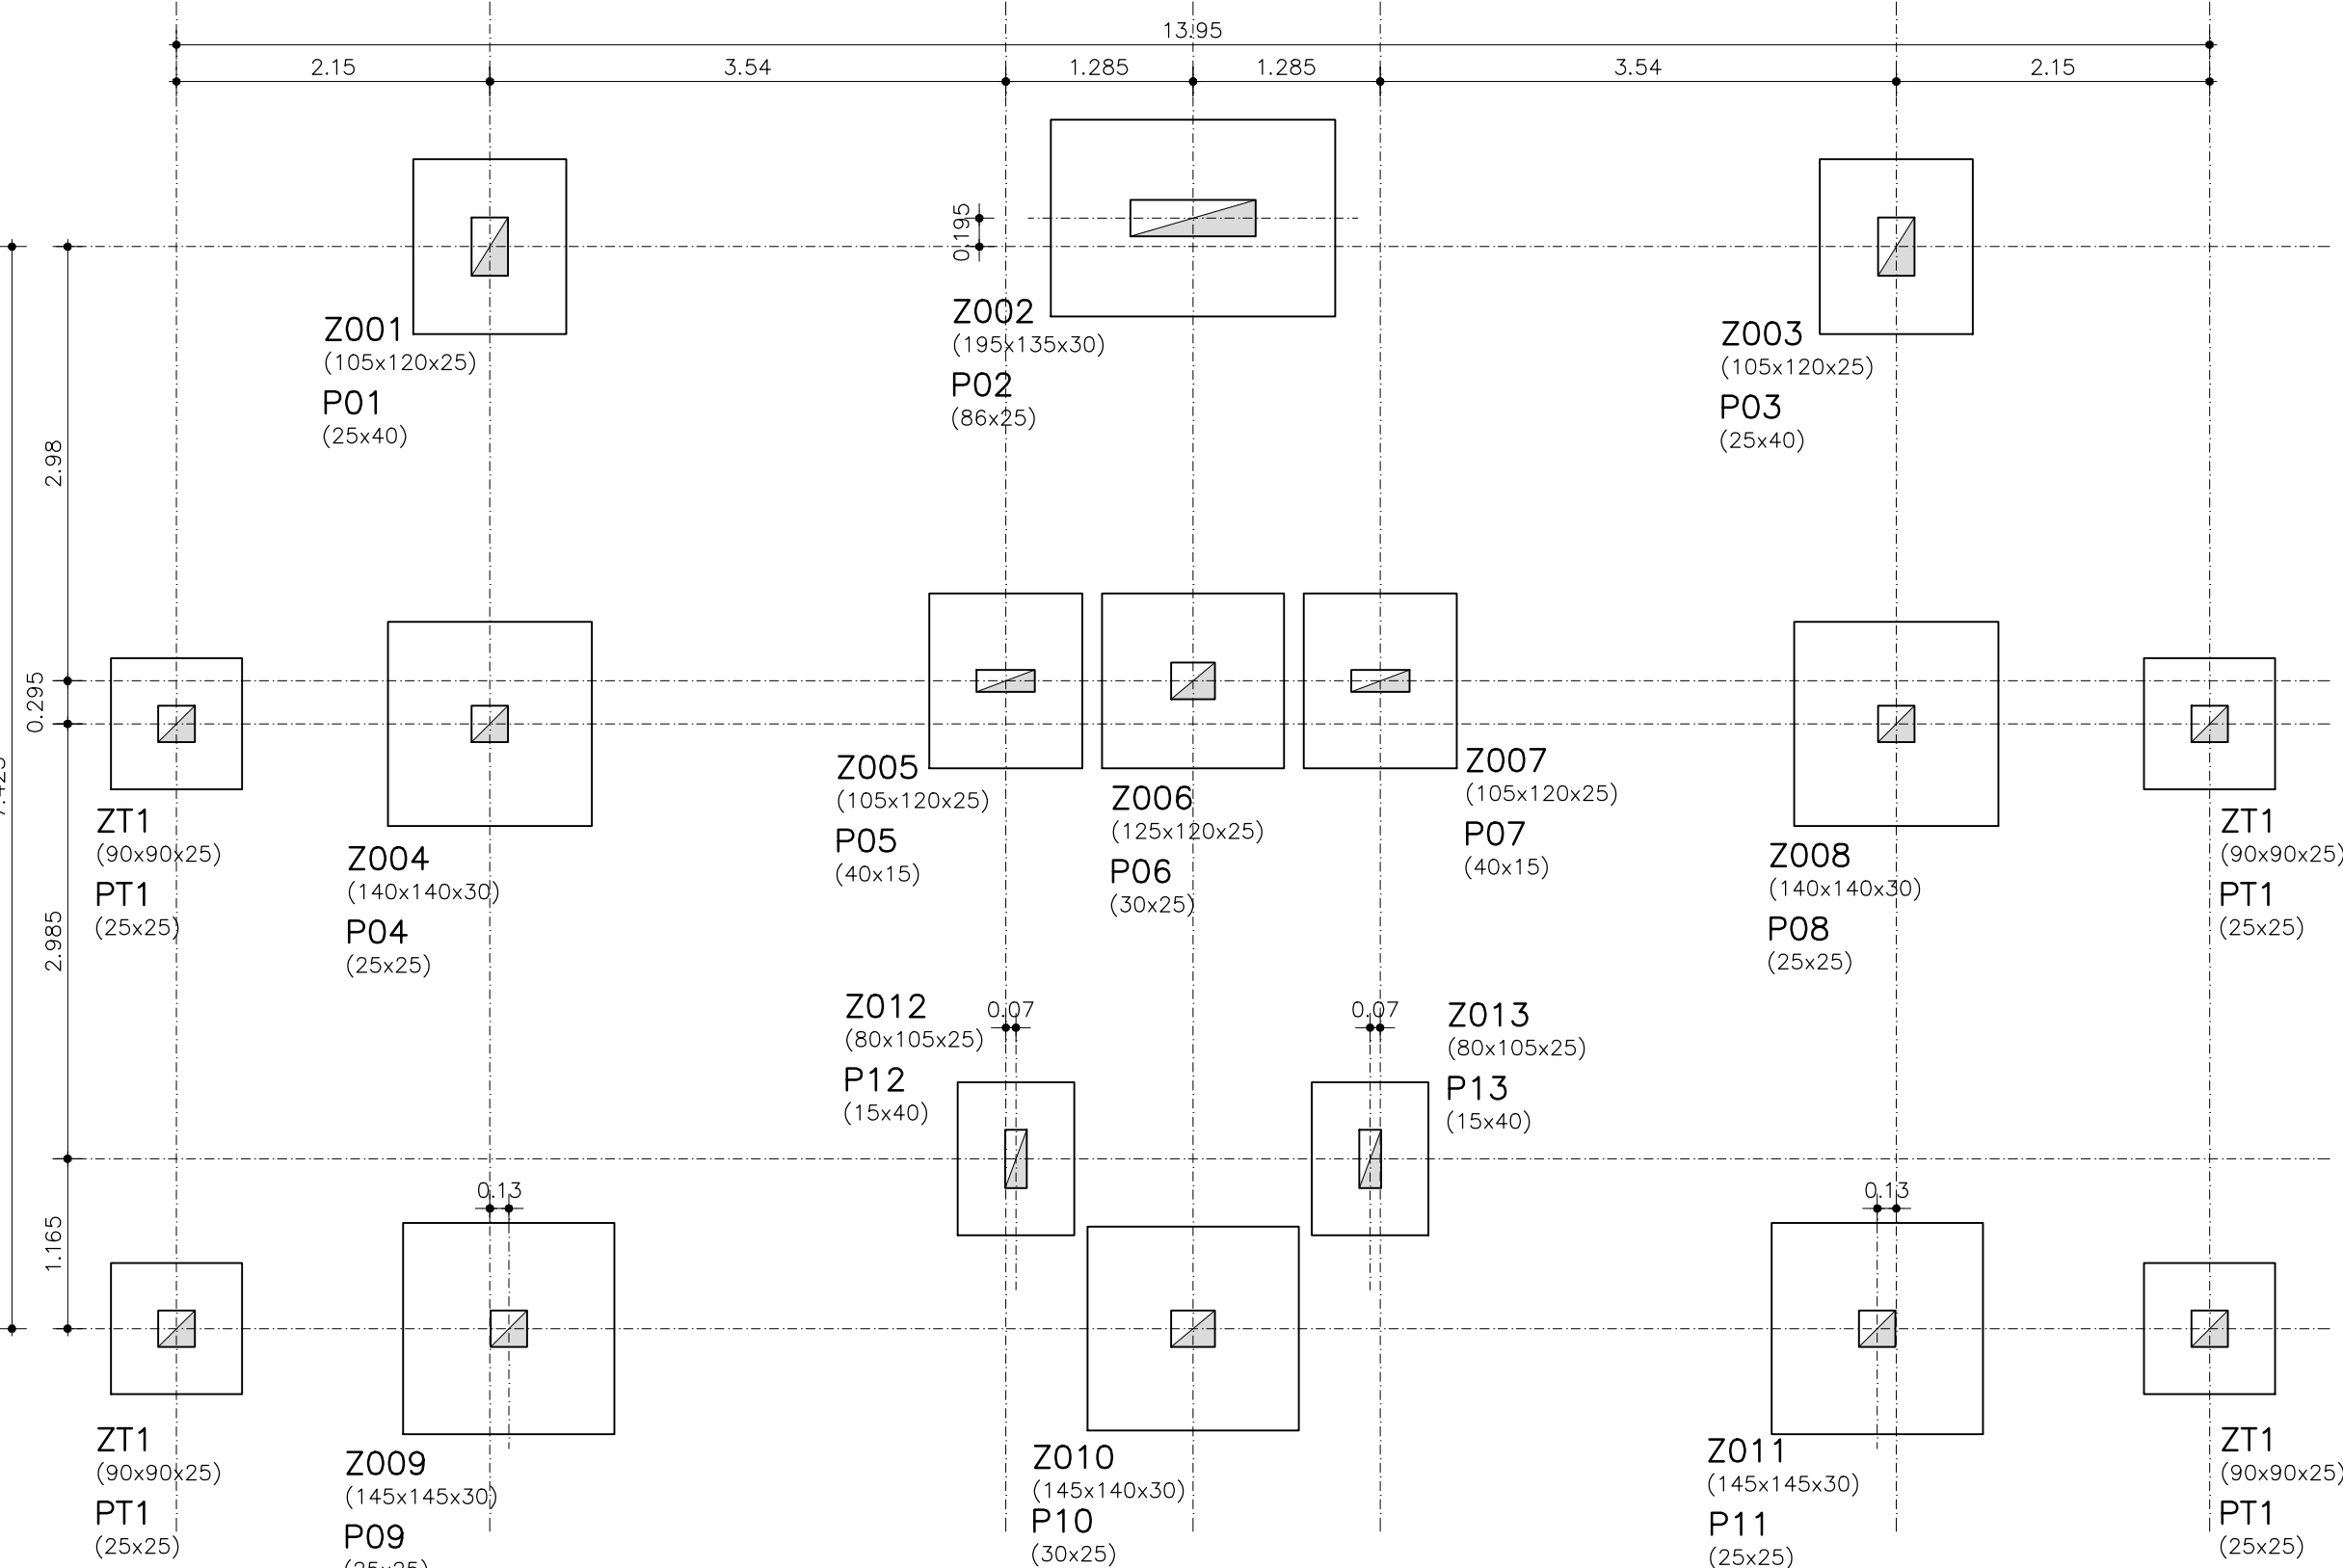 13.95
2.15
3.54
1.285
1.285
3.54
2.15
0.195
Z001
(105x120x25)
P01
(25x40)
Z002
(195x135x30)
P02
(86x25)
Z003
(105x120x25)
P03
(25x40)
2.98
0.295
ZT1
(90x90x25)
PT1
(25x25)
Z004
(140x140x30)
P04
(25x25)
Z005
(105x120x25)
P05
(40x15)
Z006
(125x120x25)
P06
(30x25)
Z007
(105x120x25)
P07
(40x15)
Z008
(140x140x30)
P08
(25x25)
ZT1
(90x90x25)
PT1
(25x25)
2.985
Z012
(80x105x25)
P12
(15x40)
0.07
0.07
Z013
(80x105x25)
P13
(15x40)
1.165
0.13
0.13
ZT1
(90x90x25)
PT1
(25x25)
Z009
(145x145x30)
P09
(25x25)
Z010
(145x140x30)
P10
(30x25)
Z011
(145x145x30)
P11
(25x25)
ZT1
(90x90x25)
PT1
(25x25)